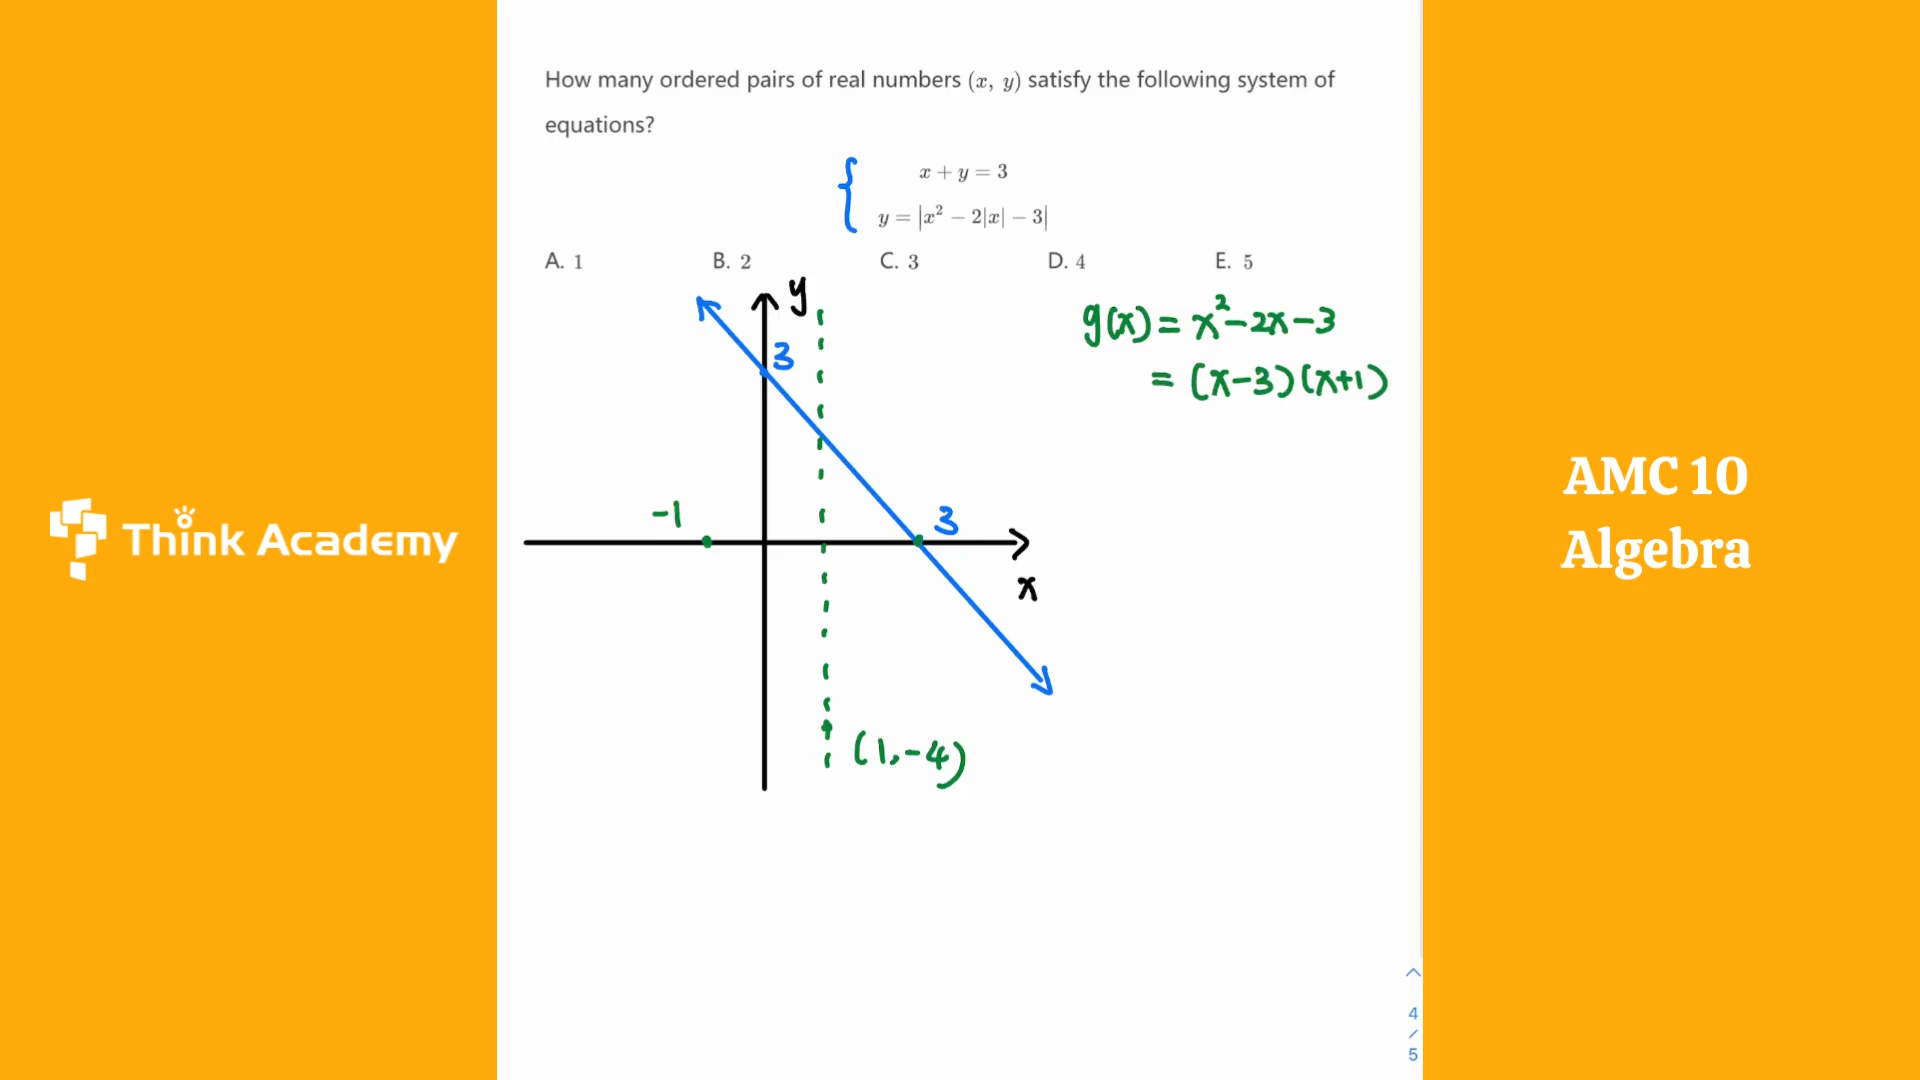 How many ordered pairs of real numbers (x, y) satisfy the following system of
equations?
x + y = 3
y = |x² − 2|x| − 3|
A. 1 B. 2 C. 3 D. 4 E. 5
y
g(x) = x² − 2x − 3
= (x − 3)(x + 1)
3
-1
3
x
(1, -4)
Think Academy
AMC 10
Algebra
4
/
5